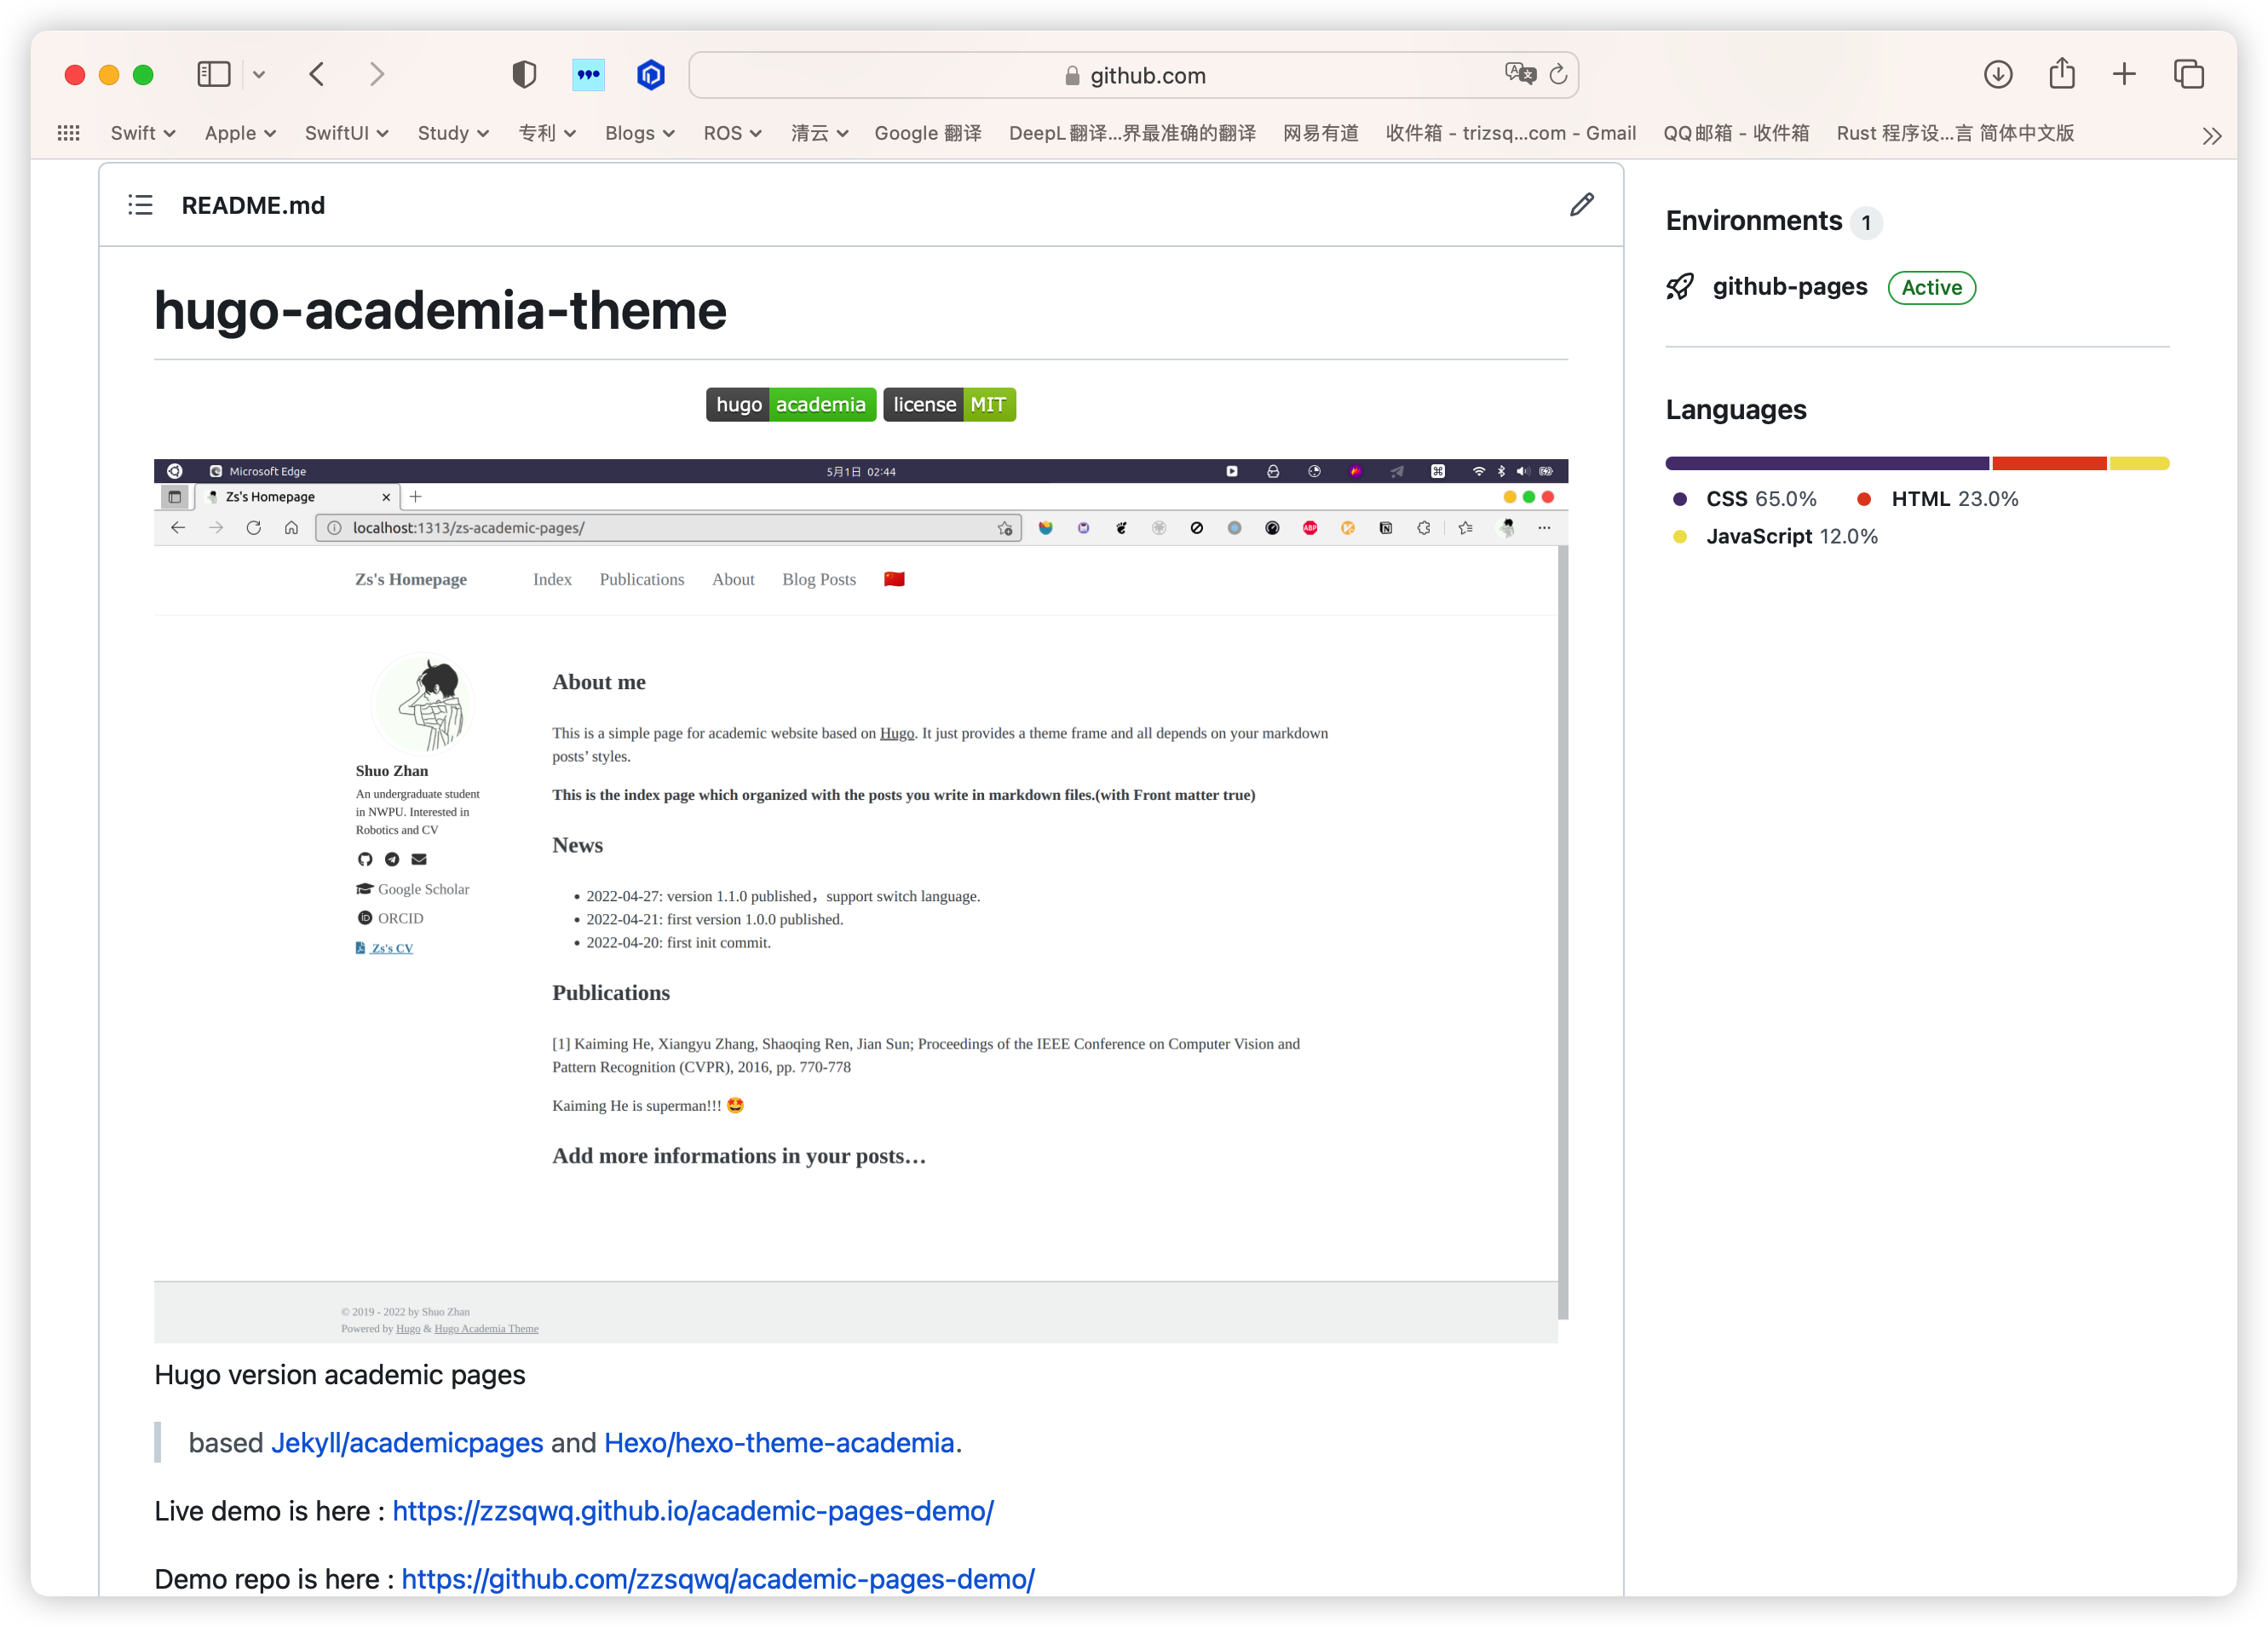 github.com
Swift Apple SwiftUI Study 专利 Blogs ROS 清云 Google 翻译 DeepL翻译...界最准确的翻译 网易有道 收件箱 - trizsq...com - Gmail QQ邮箱 - 收件箱 Rust 程序设...言 简体中文版
README.md
hugo-academia-theme
hugo academia license MIT
Microsoft Edge 5月1日 02:44
Zs's Homepage
localhost:1313/zs-academic-pages/
ABP
Zs's Homepage Index Publications About Blog Posts
Shuo Zhan
An undergraduate student
in NWPU. Interested in
Robotics and CV
Google Scholar
ORCID
Zs's CV
About me
This is a simple page for academic website based on Hugo. It just provides a theme frame and all depends on your markdown
posts’ styles.
This is the index page which organized with the posts you write in markdown files.(with Front matter true)
News
• 2022-04-27: version 1.1.0 published，support switch language.
• 2022-04-21: first version 1.0.0 published.
• 2022-04-20: first init commit.
Publications
[1] Kaiming He, Xiangyu Zhang, Shaoqing Ren, Jian Sun; Proceedings of the IEEE Conference on Computer Vision and
Pattern Recognition (CVPR), 2016, pp. 770-778
Kaiming He is superman!!! 🤩
Add more informations in your posts…
© 2019 - 2022 by Shuo Zhan
Powered by Hugo & Hugo Academia Theme
Hugo version academic pages
based Jekyll/academicpages and Hexo/hexo-theme-academia.
Live demo is here : https://zzsqwq.github.io/academic-pages-demo/
Demo repo is here : https://github.com/zzsqwq/academic-pages-demo/
Environments 1
github-pages Active
Languages
CSS 65.0% HTML 23.0%
JavaScript 12.0%